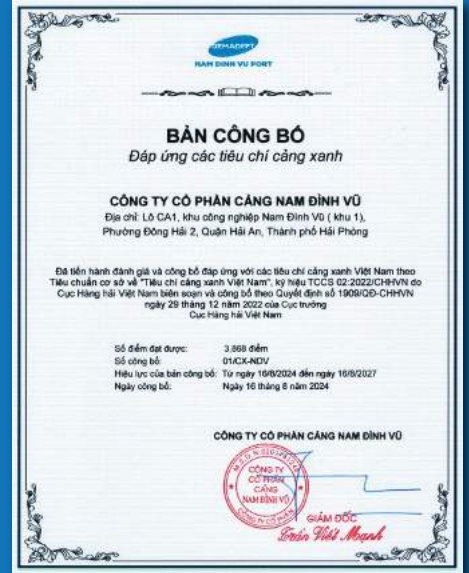 GEMADEPT
NAM DINH VU PORT
BẢN CÔNG BỐ
Đáp ứng các tiêu chí cảng xanh
CÔNG TY CỔ PHẦN CẢNG NAM ĐÌNH VŨ
Địa chỉ: Lô CA1, khu công nghiệp Nam Đình Vũ ( khu 1),
Phường Đông Hải 2, Quận Hải An, Thành phố Hải Phòng
Đã tiến hành đánh giá và công bố đáp ứng với các tiêu chí cảng xanh Việt Nam theo
Tiêu chuẩn cơ sở về "Tiêu chí cảng xanh Việt Nam", ký hiệu TCCS 02:2022/CHHVN do
Cục Hàng hải Việt Nam biên soạn và công bố theo Quyết định số 1909/QĐ-CHHVN
ngày 29 tháng 12 năm 2022 của Cục trưởng
Cục Hàng hải Việt Nam
Số điểm đạt được: 3,868 điểm
Số công bố: 01/CX-NDV
Hiệu lực của bản công bố: Từ ngày 16/8/2024 đến ngày 16/8/2027
Ngày công bố: Ngày 16 tháng 8 năm 2024
CÔNG TY CỔ PHẦN CẢNG NAM ĐÌNH VŨ
CÔNG TY
CỔ PHẦN
CẢNG
NAM ĐÌNH VŨ
GIÁM ĐỐC
Trần Việt Mạnh